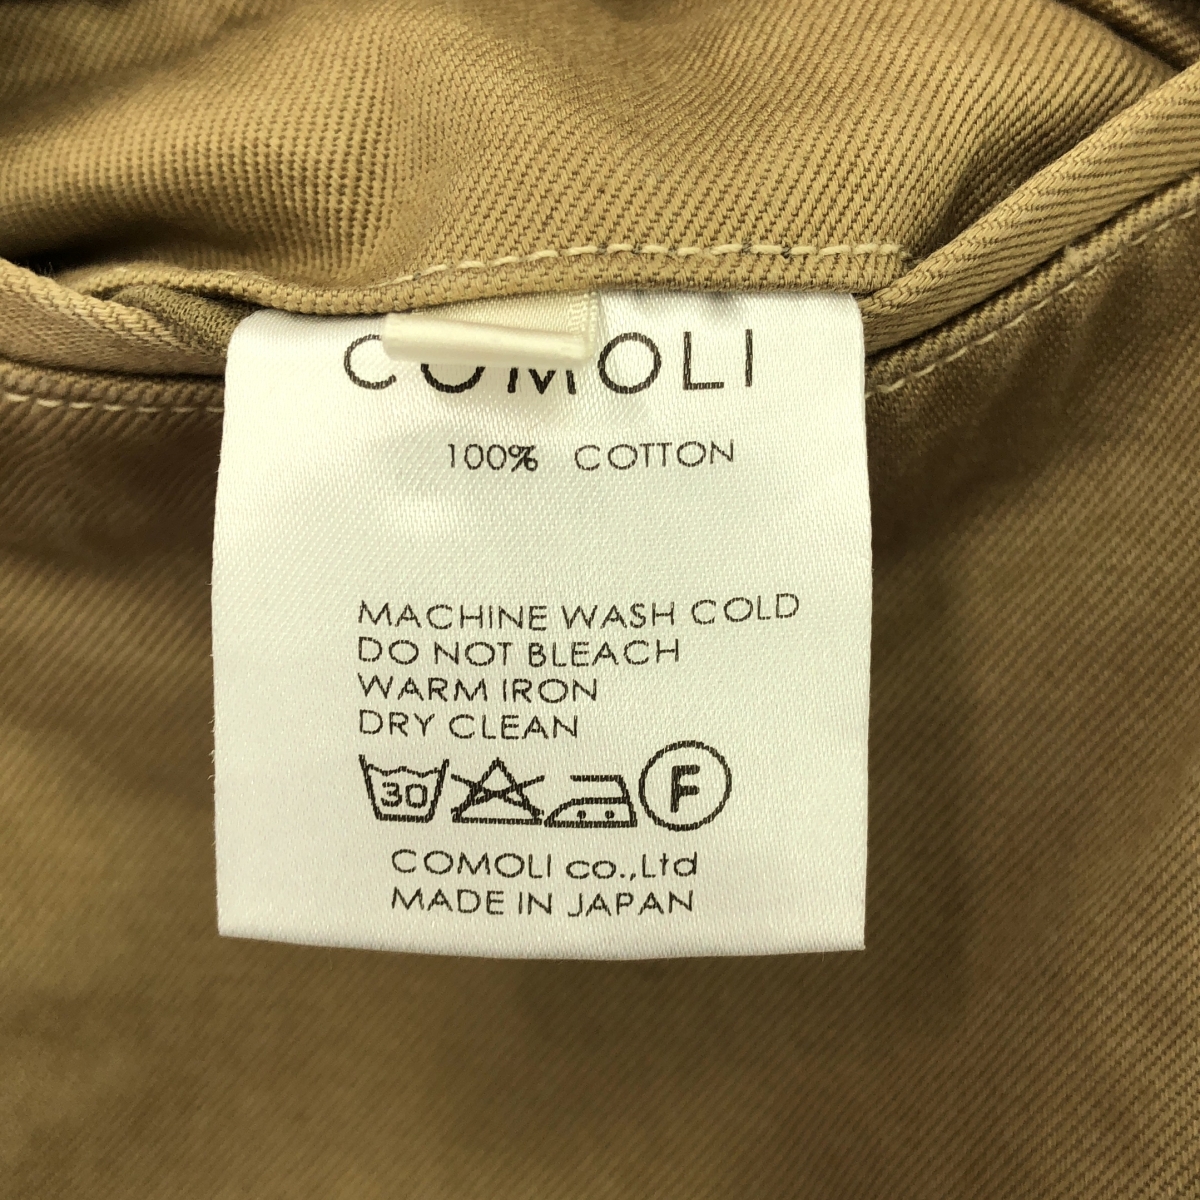 COMOLI
100% COTTON
MACHINE WASH COLD
DO NOT BLEACH
WARM IRON
DRY CLEAN
30 F
COMOLI co.,Ltd
MADE IN JAPAN